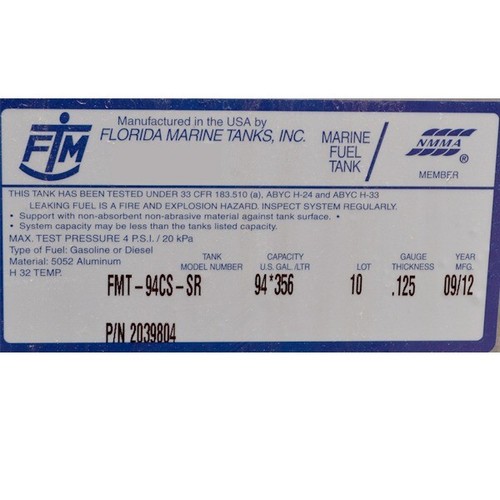 FTM
Manufactured in the USA by
FLORIDA MARINE TANKS, INC.
MARINE
FUEL
TANK
NMMA ®
MEMBER
THIS TANK HAS BEEN TESTED UNDER 33 CFR 183.510 (a), ABYC H-24 and ABYC H-33
LEAKING FUEL IS A FIRE AND EXPLOSION HAZARD. INSPECT SYSTEM REGULARLY.
• Support with non-absorbent non-abrasive material against tank surface.
• System capacity may be less than the tanks listed capacity.
MAX. TEST PRESSURE 4 P.S.I. / 20 kPa
Type of Fuel: Gasoline or Diesel
Material: 5052 Aluminum
H 32 TEMP.
TANK MODEL NUMBER
CAPACITY U.S. GAL./LTR
LOT
GAUGE THICKNESS
YEAR MFG.
FMT-94CS-SR 94*356 10 .125 09/12
P/N 2039804